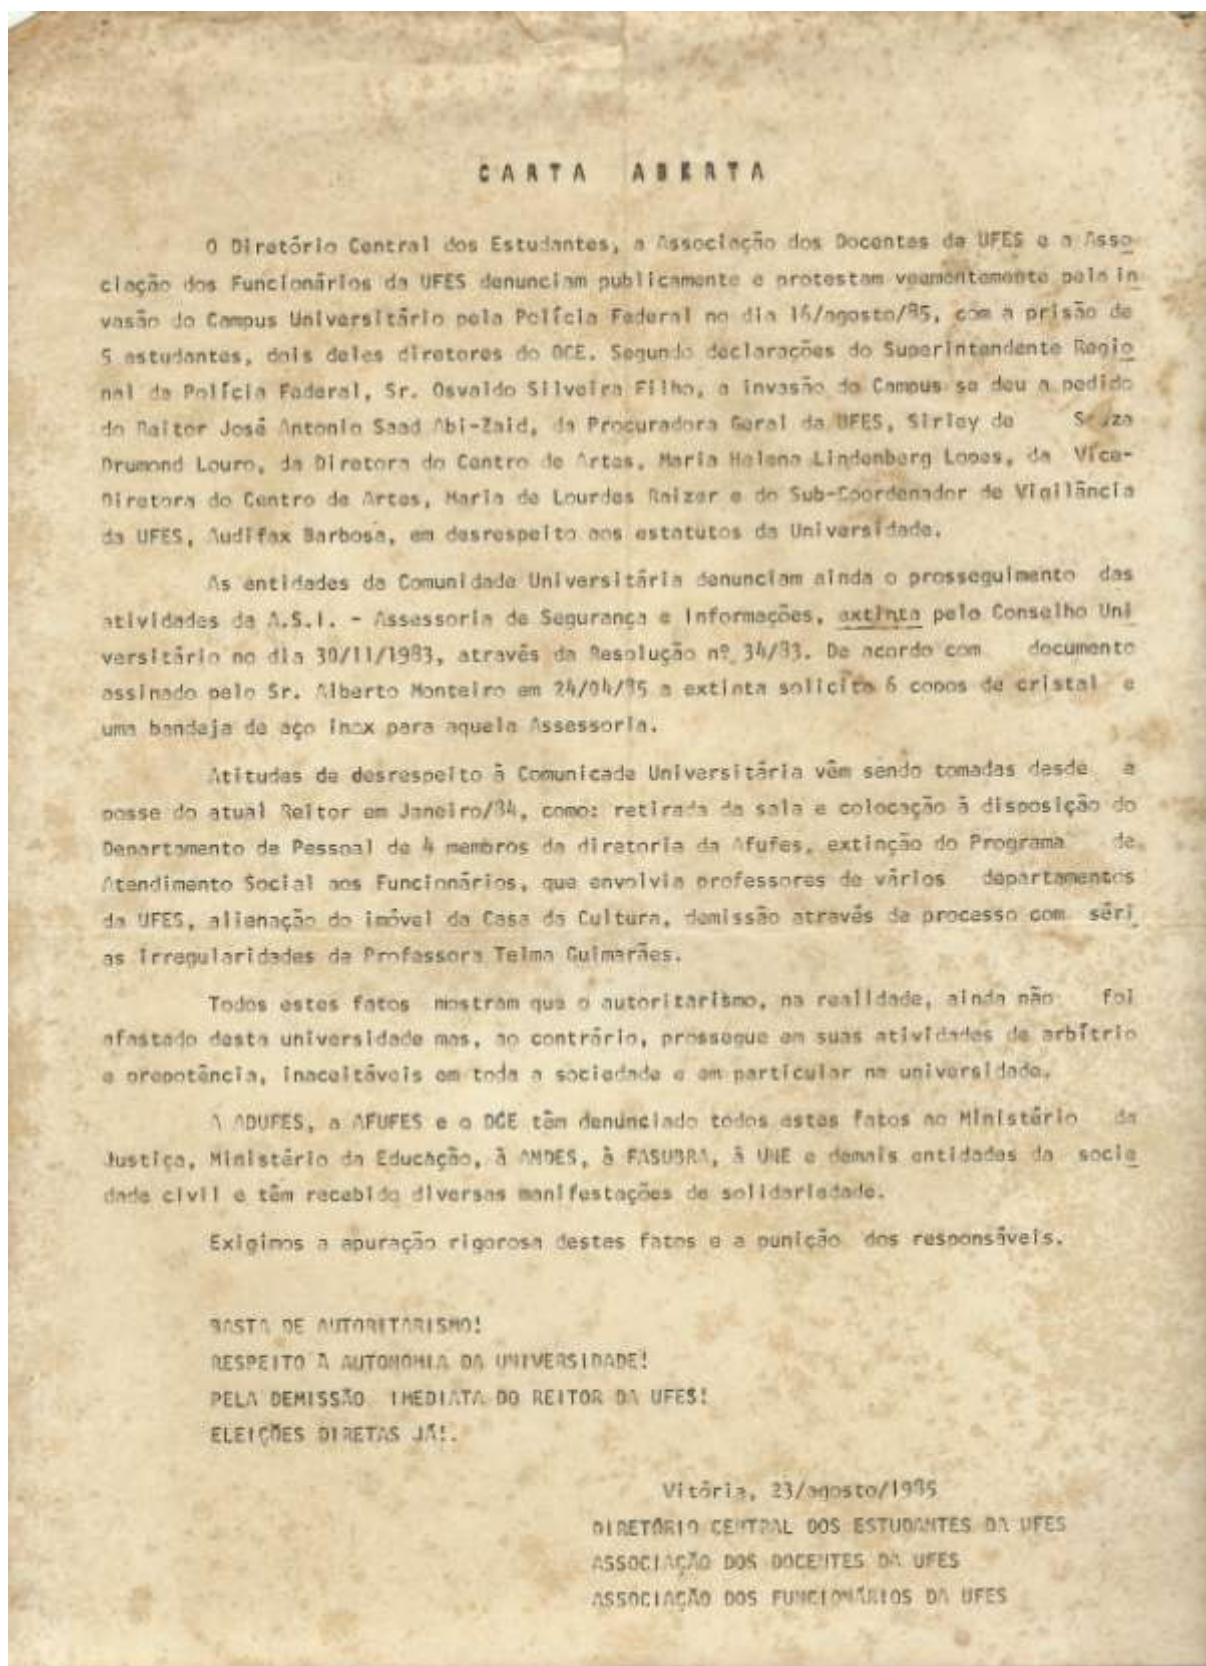 CARTA ABERTA
O Diretório Central dos Estudantes, a Associação dos Docentes da UFES e a Asso
ciação dos Funcionários da UFES denunciam publicamente e protestam veementemente pela in
vasão do Campus Universitário pela Polícia Federal no dia 16/agosto/85, com a prisão de
5 estudantes, dois deles diretores do DCE. Segundo declarações do Superintendente Regio
nal da Polícia Federal, Sr. Osvaldo Silveira Filho, a invasão do Campus se deu a pedido
do Reitor José Antonio Saad Abi-Zaid, da Procuradora Geral da UFES, Sirley de Souza
Drumond Louro, da Diretora do Centro de Artes, Maria Helena Lindenberg Lopes, da Vice-
Diretora do Centro de Artes, Maria de Lourdes Raizer e do Sub-Coordenador de Vigilância
da UFES, Audifax Barbosa, em desrespeito aos estatutos da Universidade.
As entidades da Comunidade Universitária denunciam ainda o prosseguimento das
atividades da A.S.I. - Assessoria de Segurança e Informações, extinta pelo Conselho Uni
versitário no dia 30/11/1983, através da Resolução nº 34/83. De acordo com documento
assinado pelo Sr. Alberto Monteiro em 24/04/85 a extinta solicita 6 copos de cristal e
uma bandeja de aço inox para aquela Assessoria.
Atitudes de desrespeito à Comunicade Universitária vêm sendo tomadas desde a
posse do atual Reitor em Janeiro/84, como: retirada da sala e colocação à disposição do
Departamento de Pessoal de 4 membros da diretoria da Afufes, extinção do Programa de
Atendimento Social aos Funcionários, que envolvia professores de vários departamentos
da UFES, alienação do imóvel da Casa da Cultura, demissão através de processo com séri
as irregularidades da Professora Telma Guimarães.
Todos estes fatos mostram que o autoritarismo, na realidade, ainda não foi
afastado desta universidade mas, ao contrário, prossegue em suas atividades de arbítrio
e prepotência, inaceitáveis em toda a sociedade e em particular na universidade.
A ADUFES, a AFUFES e o DCE têm denunciado todos estes fatos ao Ministério da
Justiça, Ministério da Educação, à ANDES, à FASUBRA, à UNE e demais entidades da socie
dade civil e têm recebido diversas manifestações de solidariedade.
Exigimos a apuração rigorosa destes fatos e a punição dos responsáveis.
BASTA DE AUTORITARISMO!
RESPEITO À AUTONOMIA DA UNIVERSIDADE!
PELA DEMISSÃO IMEDIATA DO REITOR DA UFES!
ELEIÇÕES DIRETAS JÁ!.
Vitória, 23/agosto/1985
DIRETÓRIO CENTRAL DOS ESTUDANTES DA UFES
ASSOCIAÇÃO DOS DOCENTES DA UFES
ASSOCIAÇÃO DOS FUNCIONÁRIOS DA UFES